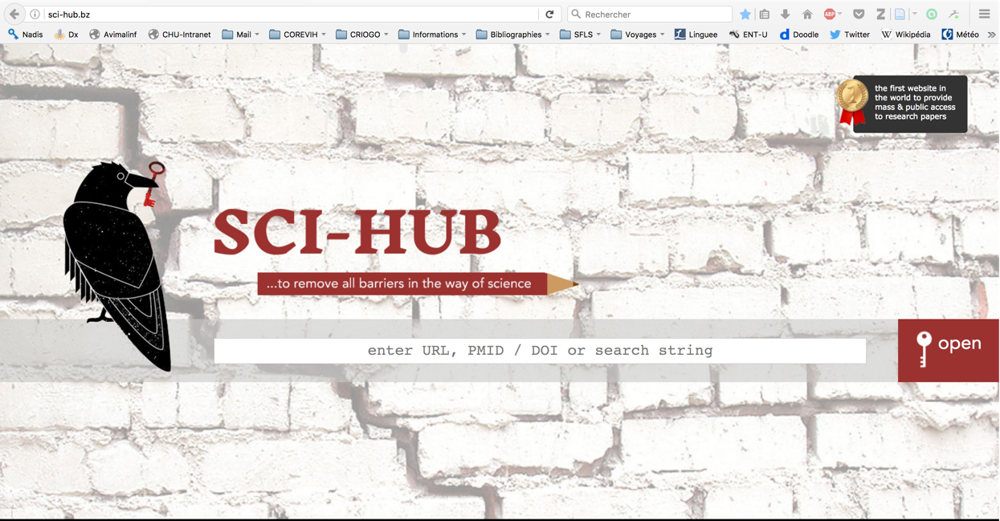 sci-hub.bz
Rechercher
ABP
Z
Nadis Dx Avimalinf CHU-Intranet Mail COREVIH CRIOGO Informations Bibliographies SFLS Voyages Linguee ENT-U d Doodle Twitter W Wikipédia Météo
the first website in
the world to provide
mass & public access
to research papers
SCI-HUB
...to remove all barriers in the way of science
enter URL, PMID / DOI or search string
open